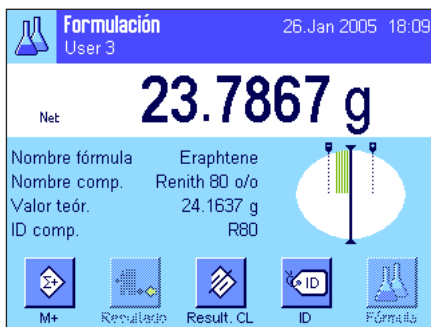 Formulación
26.Jan 2005 18:09
User 3
Net 23.7867 g
Nombre fórmula Eraphtene
Nombre comp. Renith 80 o/o
Valor teór. 24.1637 g
ID comp. R80
Σ+ ID
M+ Resultado Result. CL ID Fórmula